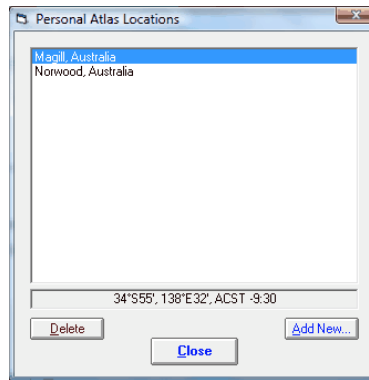 Personal Atlas Locations
Magill, Australia
Norwood, Australia
34°S55', 138°E32', ACST -9:30
Delete
Add New...
Close